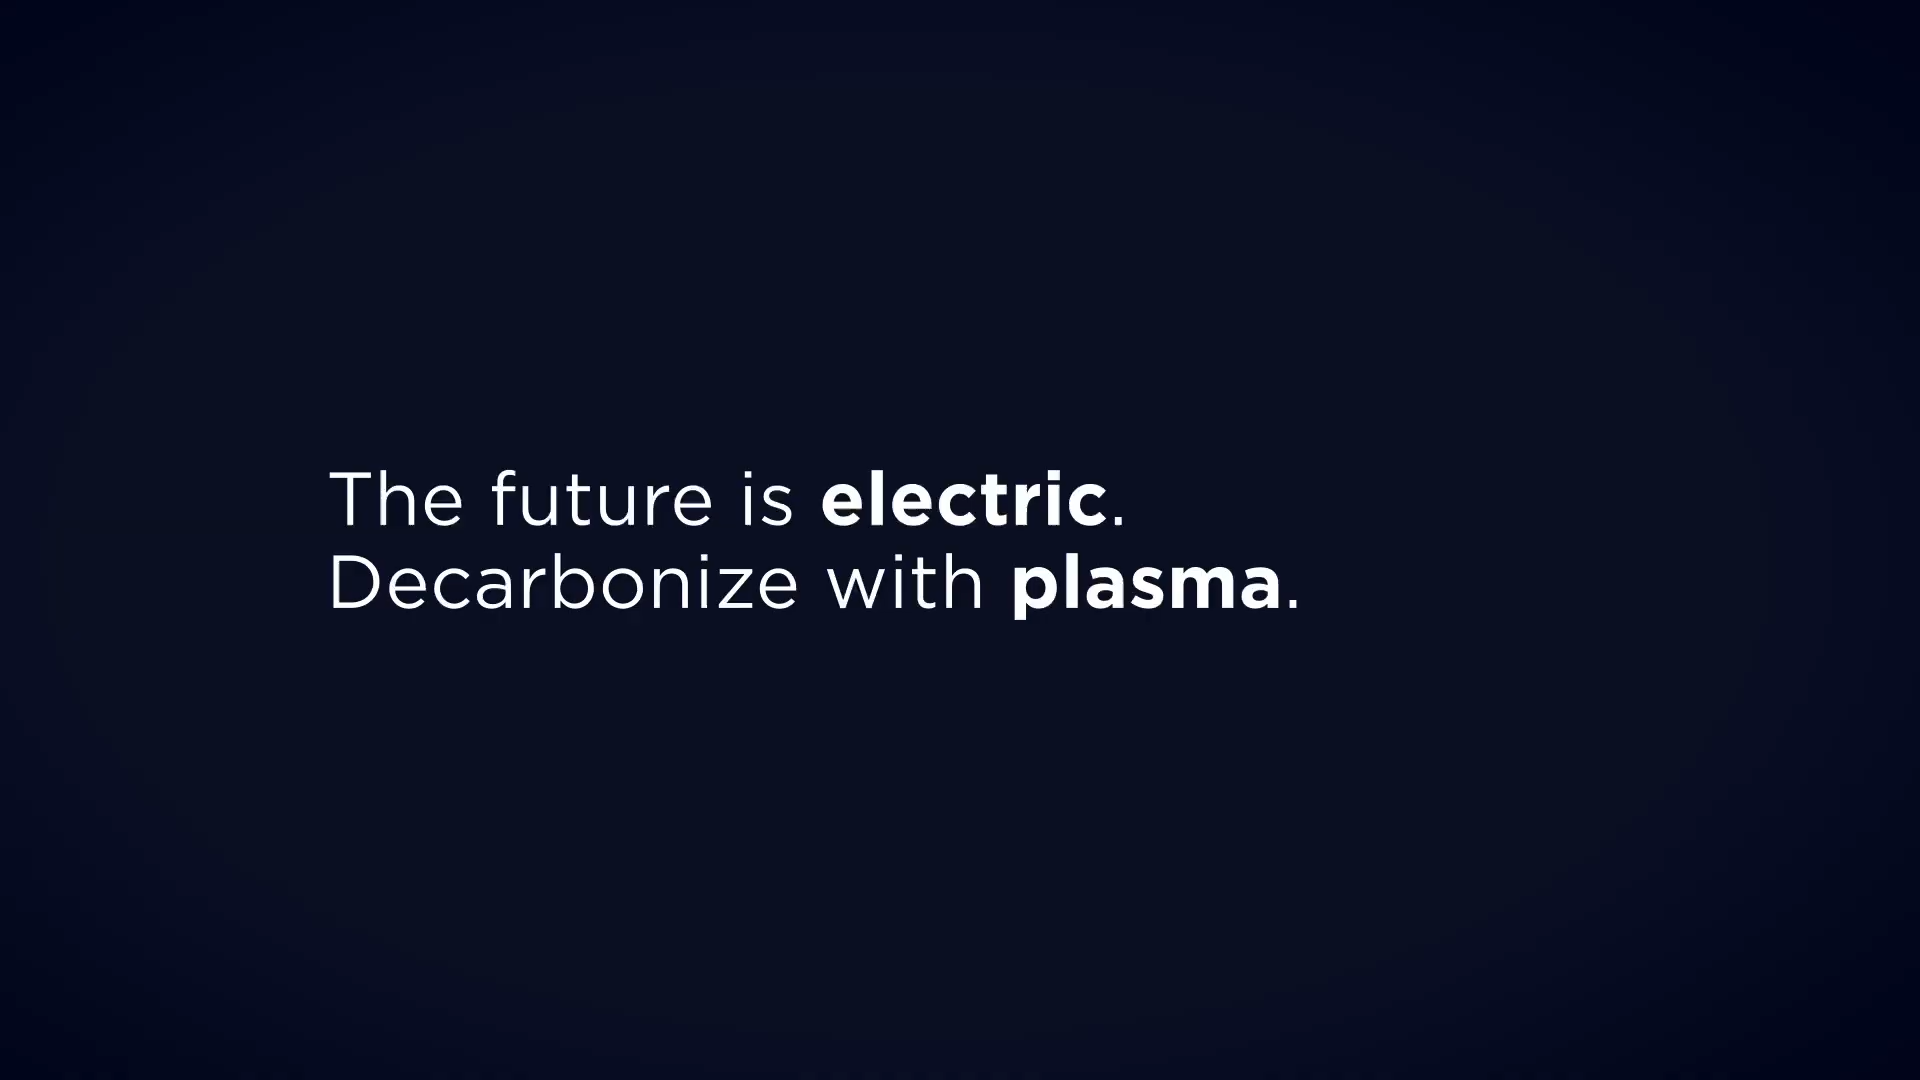 The future is electric.
Decarbonize with plasma.